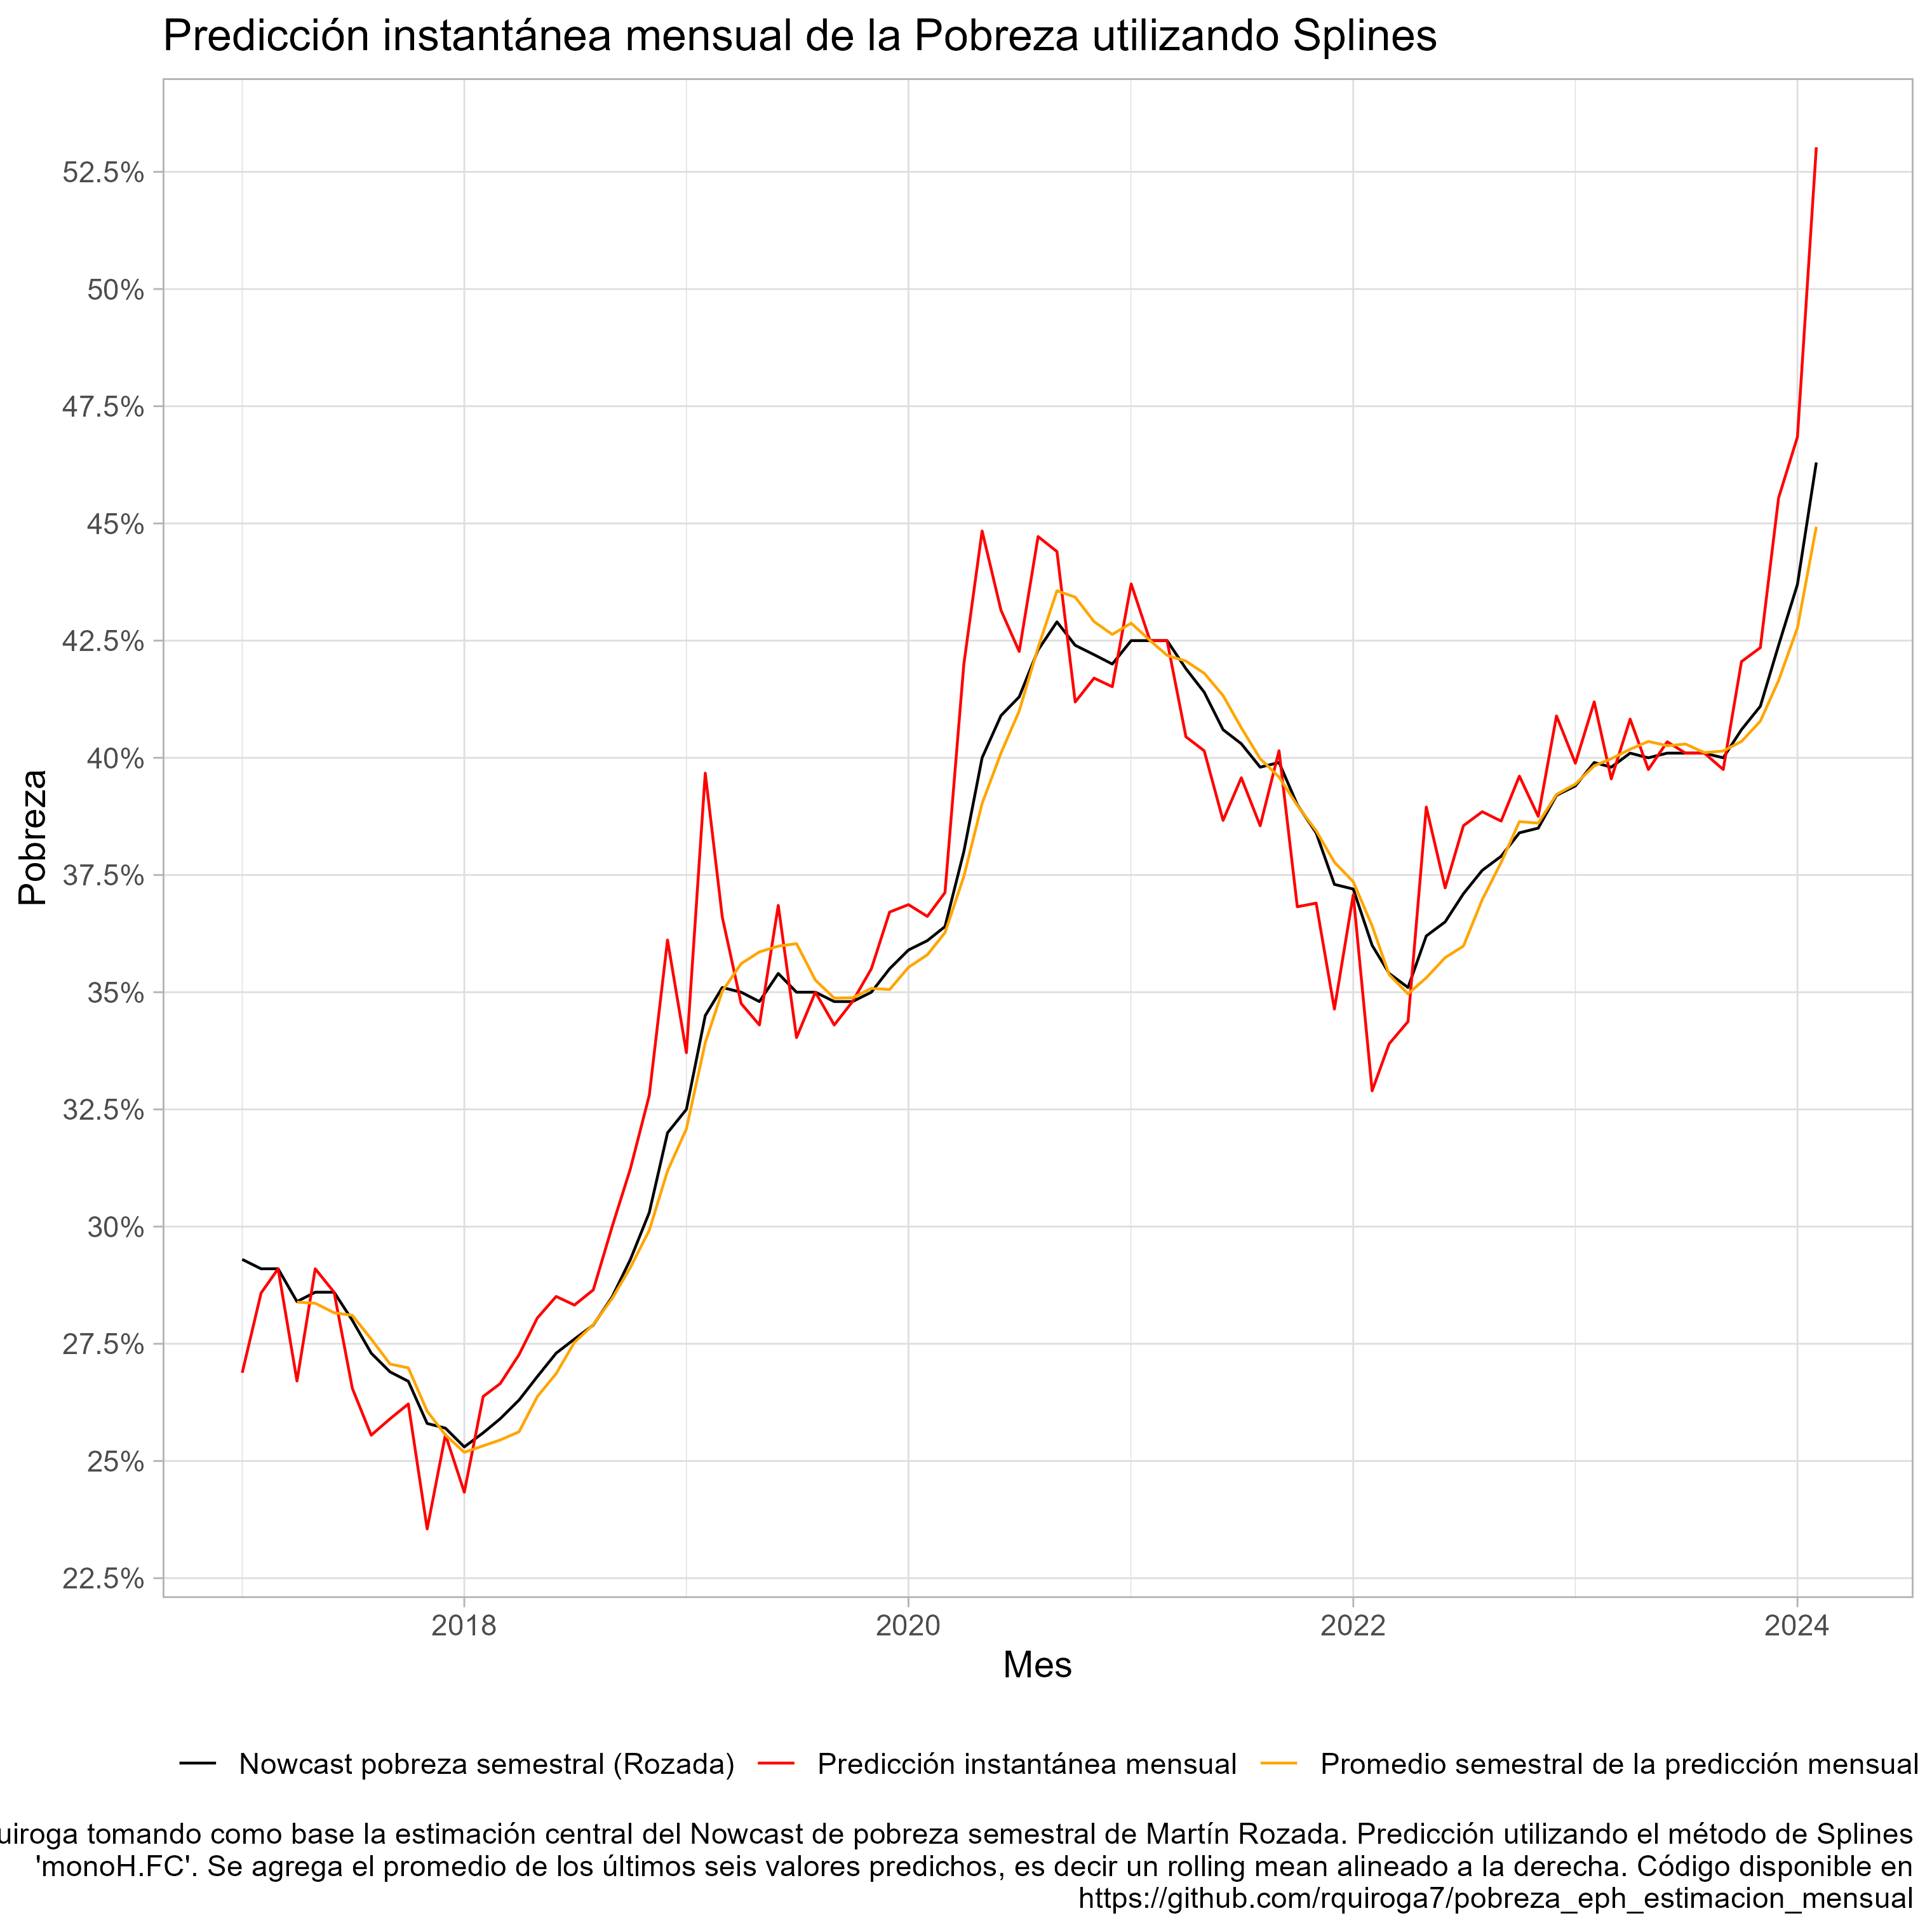 Predicción instantánea mensual de la Pobreza utilizando Splines
52.5%
50%
47.5%
45%
42.5%
40%
37.5%
35%
32.5%
30%
27.5%
25%
22.5%
Pobreza
2018 2020 2022 2024
Mes
Nowcast pobreza semestral (Rozada) Predicción instantánea mensual Promedio semestral de la predicción mensual
uiroga tomando como base la estimación central del Nowcast de pobreza semestral de Martín Rozada. Predicción utilizando el método de Splines
'monoH.FC'. Se agrega el promedio de los últimos seis valores predichos, es decir un rolling mean alineado a la derecha. Código disponible en
https://github.com/rquiroga7/pobreza_eph_estimacion_mensual